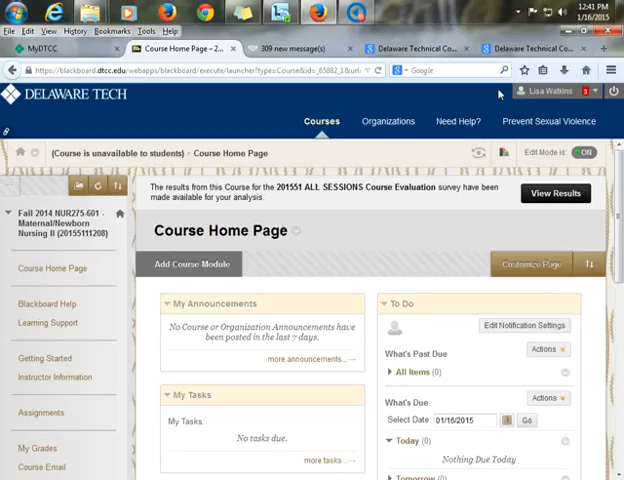 12:41 PM
1/16/2015
File Edit View History Bookmarks Tools Help
MyDTCC
Course Home Page – 2...
309 new message(s)
Delaware Technical Co...
Delaware Technical Co...
https://blackboard.dtcc.edu/webapps/blackboard/execute/launcher?type=Course&id=_65882_1&url=
Google
DELAWARE TECH
Lisa Watkins 3
Courses
Organizations
Need Help?
Prevent Sexual Violence
(Course is unavailable to students) Course Home Page
Edit Mode is: ON
The results from this Course for the 201551 ALL SESSIONS Course Evaluation survey have
been made available for your analysis.
View Results
Fall 2014 NUR275-601 -
Maternal/Newborn
Nursing II (20155111208)
Course Home Page
Blackboard Help
Learning Support
Getting Started
Instructor Information
Assignments
My Grades
Course Email
Course Home Page
Add Course Module
Customize Page
My Announcements
No Course or Organization Announcements have
been posted in the last 7 days.
more announcements...
My Tasks
My Tasks:
No tasks due.
more tasks...
To Do
Edit Notification Settings
What's Past Due
Actions
All Items (0)
What's Due
Actions
Select Date: 01/16/2015 Go
Today (0)
Nothing Due Today
Tomorrow (0)